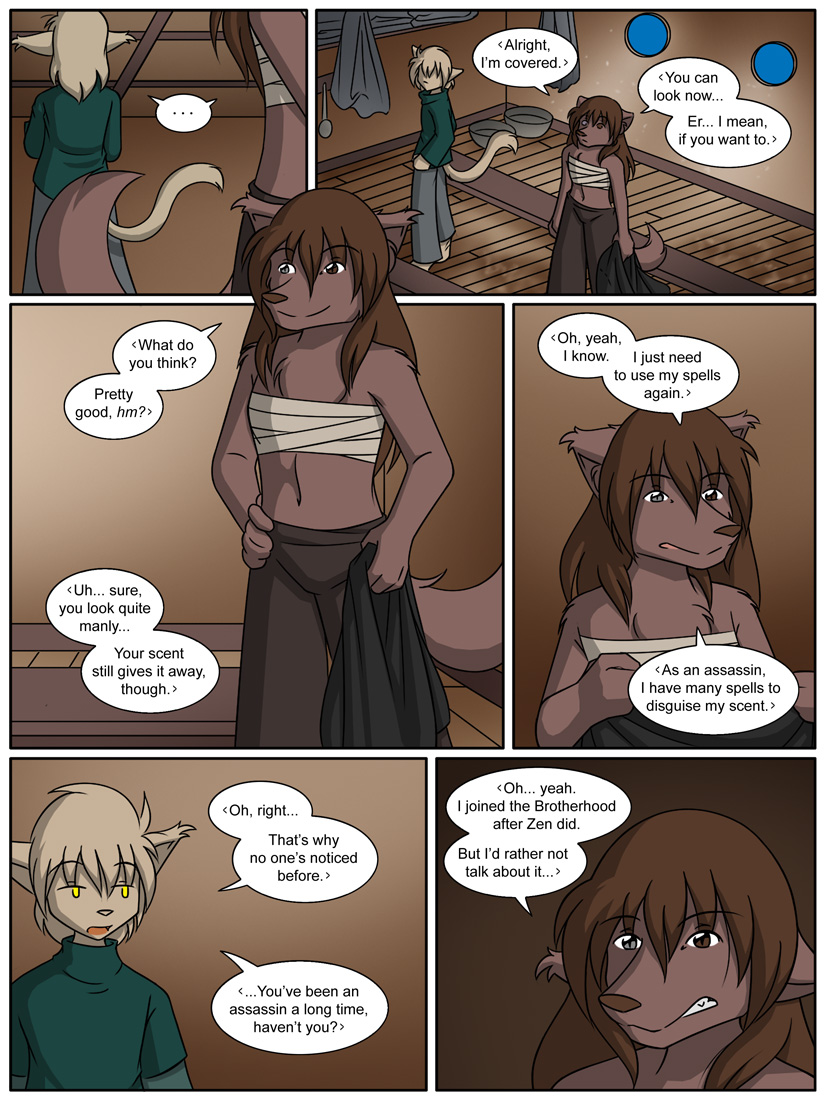 ...
‹Alright,
I'm covered.›
‹You can
look now...
Er... I mean,
if you want to.›
‹What do
you think?
Pretty
good, hm?›
‹Uh... sure,
you look quite
manly...
Your scent
still gives it away,
though.›
‹Oh, yeah,
I know.
I just need
to use my spells
again.›
‹As an assassin,
I have many spells to
disguise my scent.›
‹Oh, right...
That's why
no one's noticed
before.›
‹...You've been an
assassin a long time,
haven't you?›
‹Oh... yeah.
I joined the Brotherhood
after Zen did.
But I'd rather not
talk about it...›